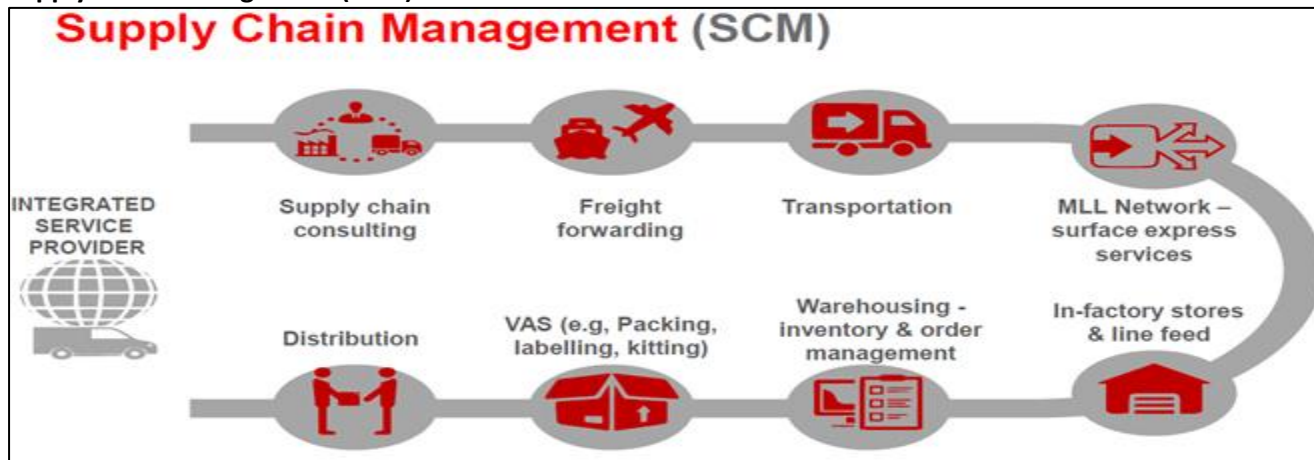 Supply Chain Management (SCM)
INTEGRATED
SERVICE
PROVIDER
Supply chain
consulting
Freight
forwarding
Transportation
MLL Network –
surface express
services
Distribution
VAS (e.g, Packing,
labelling, kitting)
Warehousing -
inventory & order
management
In-factory stores
& line feed